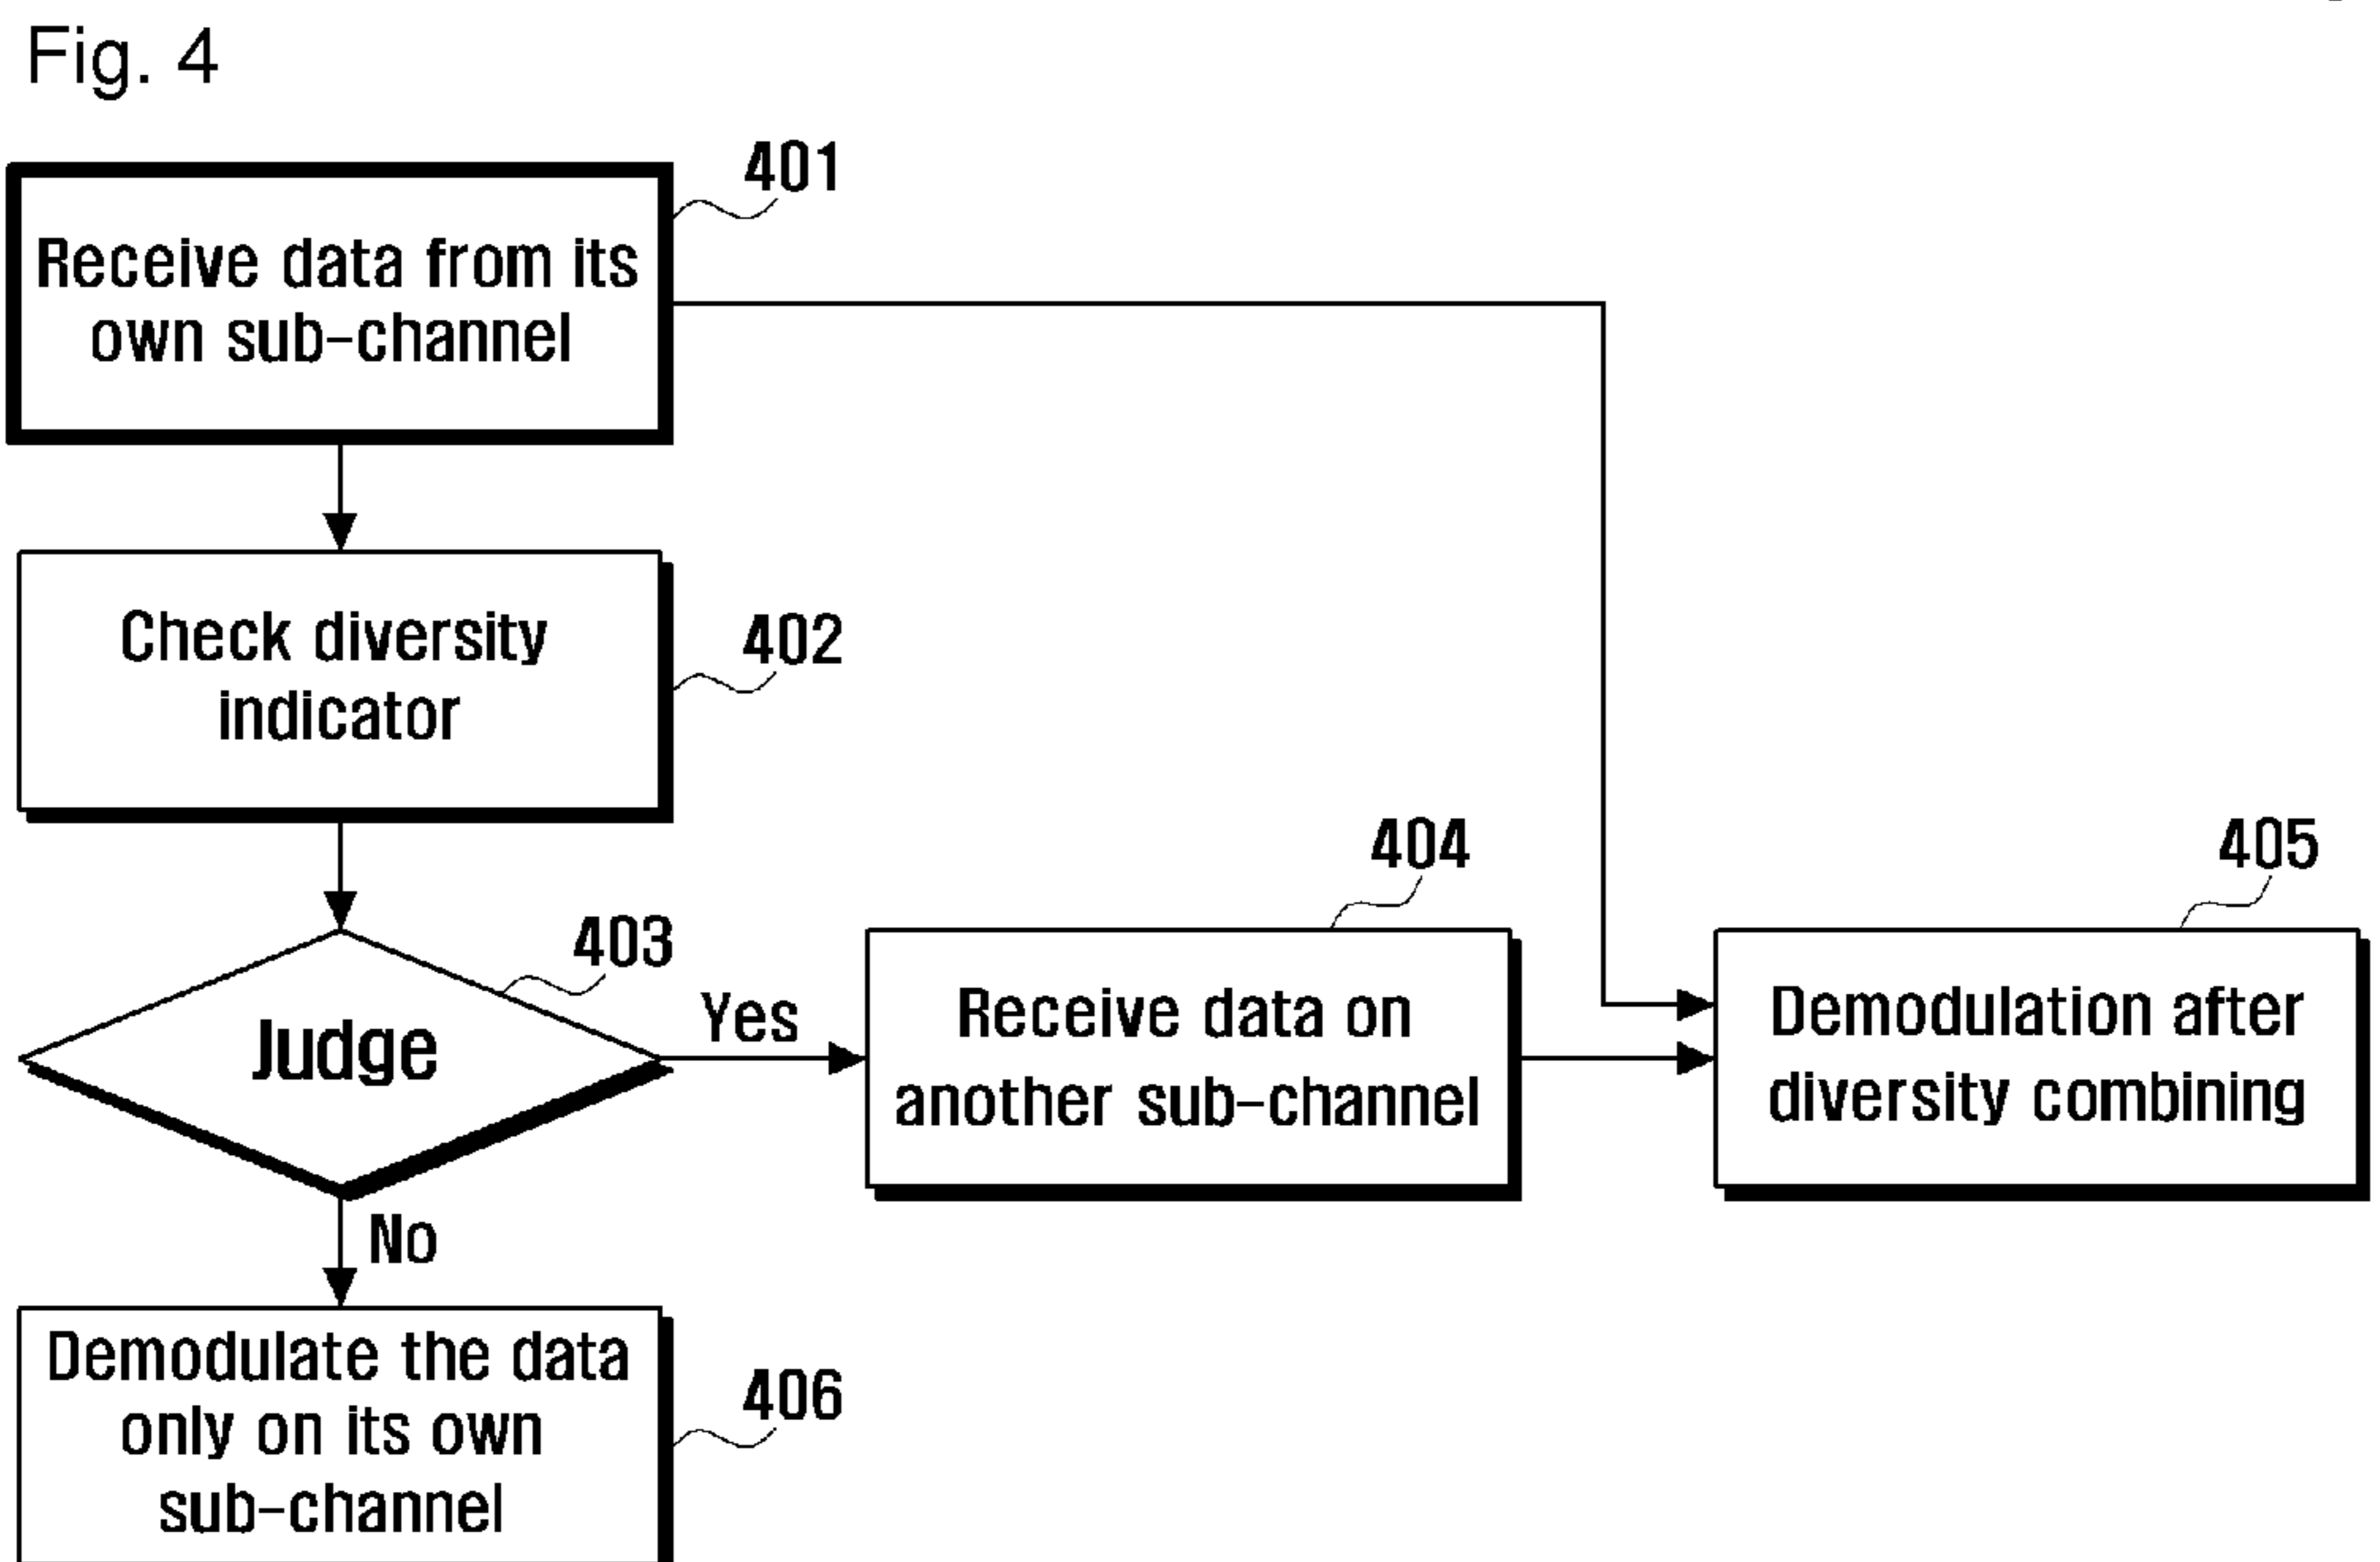 Fig. 4
401
Receive data from its
own sub-channel
Check diversity
indicator
402
403
Judge
Yes
No
404
Receive data on
another sub-channel
405
Demodulation after
diversity combining
Demodulate the data
only on its own
sub-channel
406